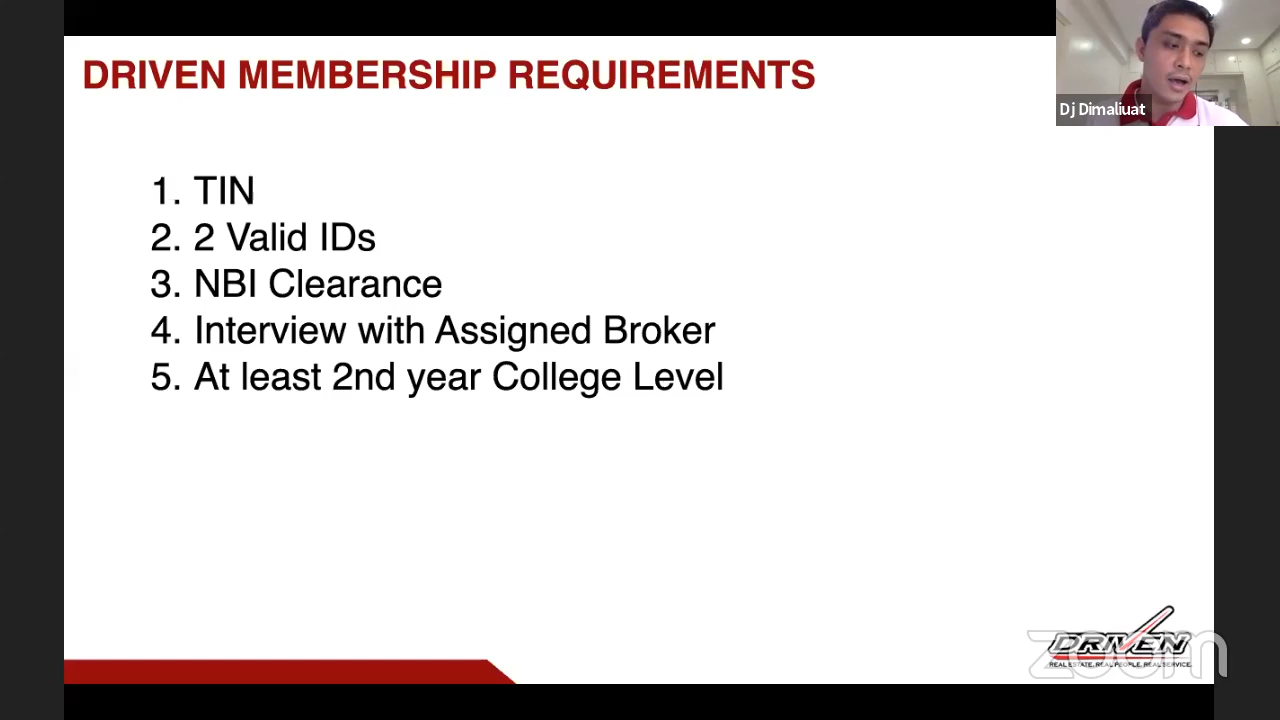 DRIVEN MEMBERSHIP REQUIREMENTS
Dj Dimaliuat
1. TIN
2. 2 Valid IDs
3. NBI Clearance
4. Interview with Assigned Broker
5. At least 2nd year College Level
DRIVEN
REAL ESTATE. REAL PEOPLE. REAL SERVICE.
zoom